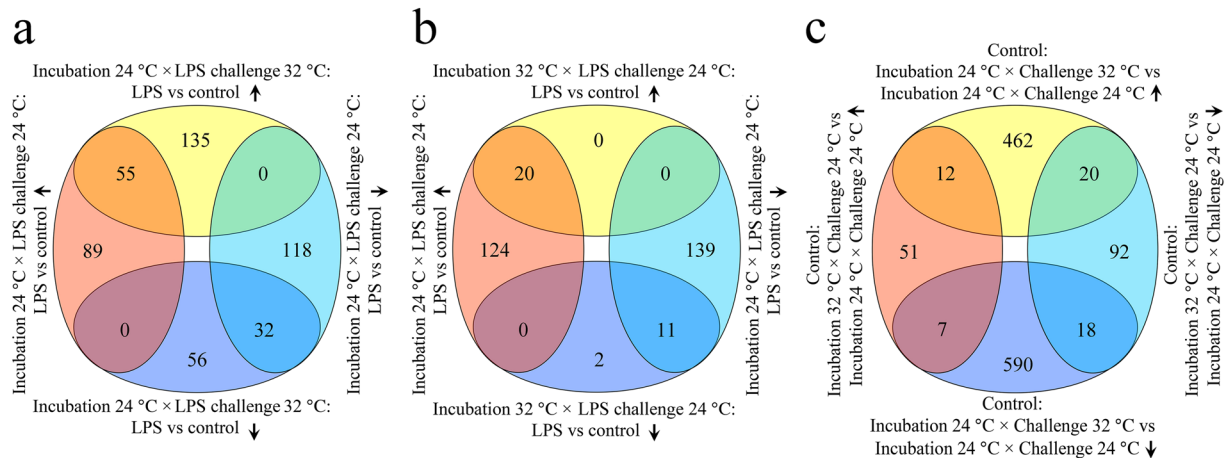 a
Incubation 24 °C × LPS challenge 32 °C:
LPS vs control ↑
Incubation 24 °C × LPS challenge 24 °C:
LPS vs control ←
135
55
0
89
118
0
32
56
Incubation 24 °C × LPS challenge 24 °C:
LPS vs control →
Incubation 24 °C × LPS challenge 32 °C:
LPS vs control ↓
b
Incubation 32 °C × LPS challenge 24 °C:
LPS vs control ↑
Incubation 24 °C × LPS challenge 24 °C:
LPS vs control ←
0
20
0
124
139
0
11
2
Incubation 24 °C × LPS challenge 24 °C:
LPS vs control →
Incubation 32 °C × LPS challenge 24 °C:
LPS vs control ↓
c
Control:
Incubation 24 °C × Challenge 32 °C vs
Incubation 24 °C × Challenge 24 °C ↑
Control:
Incubation 32 °C × Challenge 24 °C vs
Incubation 24 °C × Challenge 24 °C ←
462
12
20
51
92
7
18
590
Control:
Incubation 32 °C × Challenge 24 °C vs
Incubation 24 °C × Challenge 24 °C →
Control:
Incubation 24 °C × Challenge 32 °C vs
Incubation 24 °C × Challenge 24 °C ↓